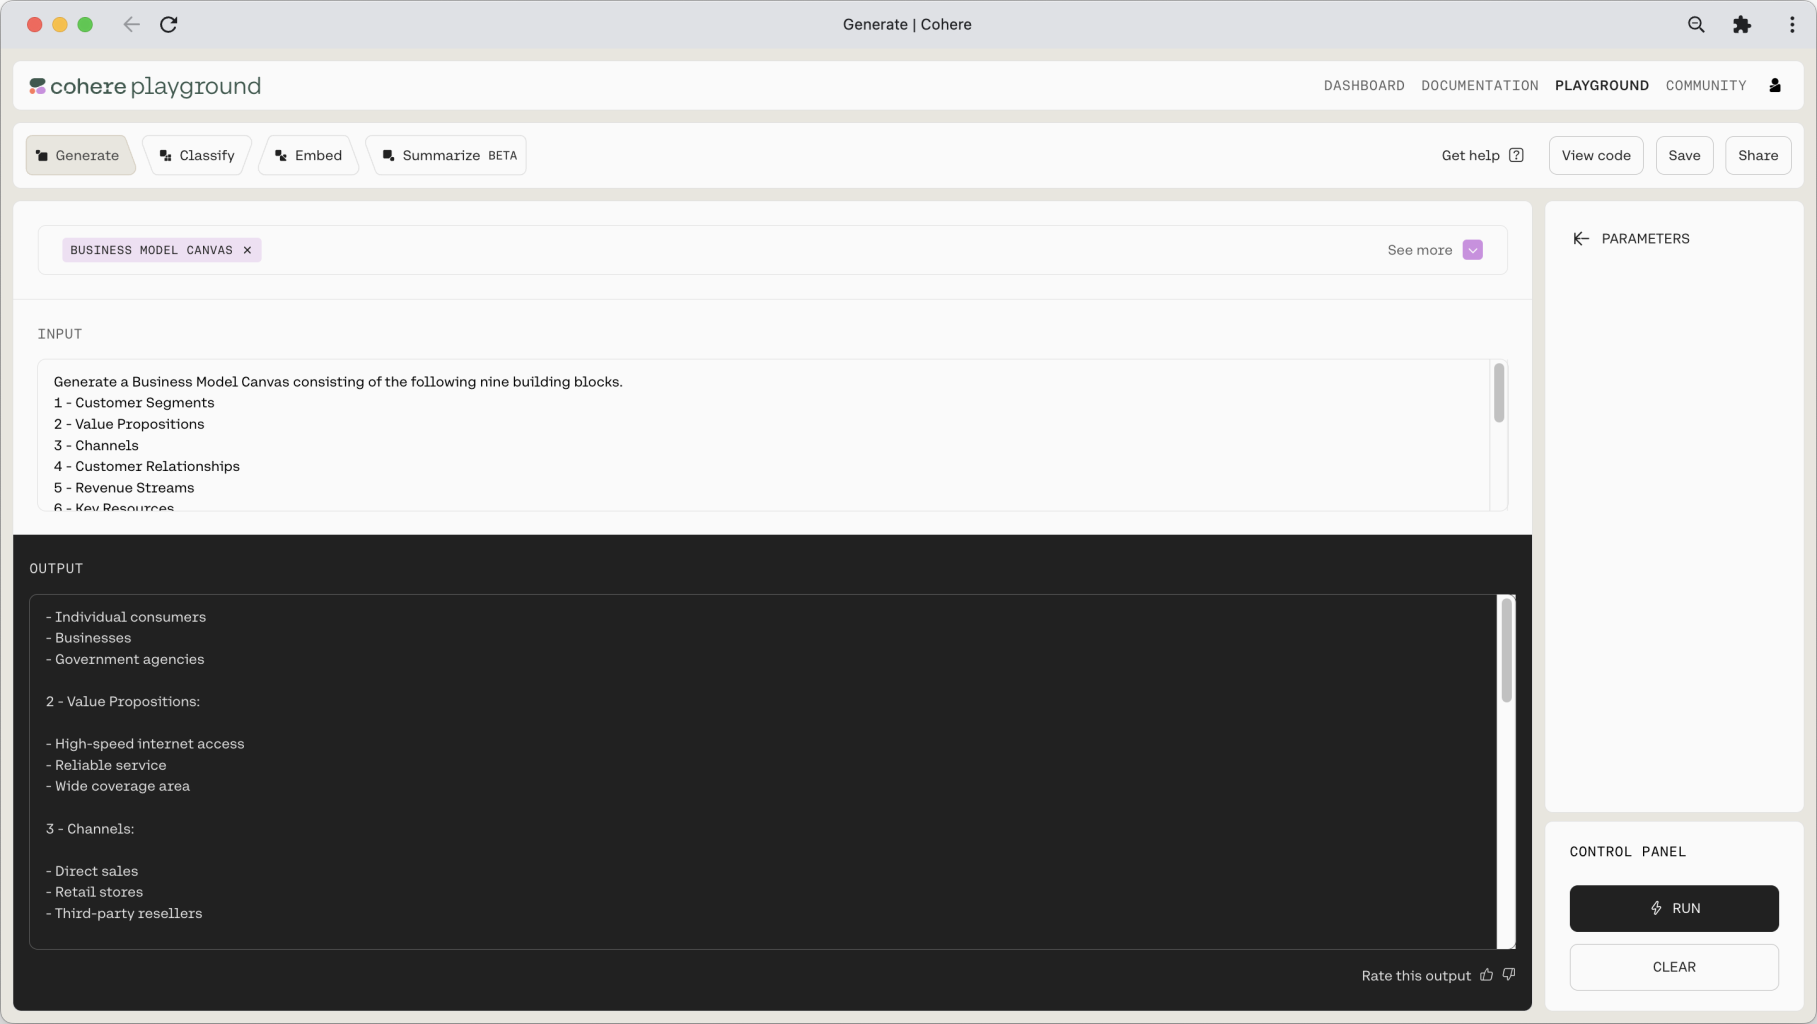 Generate | Cohere
cohere playground
DASHBOARD DOCUMENTATION PLAYGROUND COMMUNITY
Generate Classify Embed Summarize BETA Get help ? View code Save Share
BUSINESS MODEL CANVAS × See more
PARAMETERS
INPUT
Generate a Business Model Canvas consisting of the following nine building blocks.
1 - Customer Segments
2 - Value Propositions
3 - Channels
4 - Customer Relationships
5 - Revenue Streams
6 - Key Resources
OUTPUT
- Individual consumers
- Businesses
- Government agencies
2 - Value Propositions:
- High-speed internet access
- Reliable service
- Wide coverage area
3 - Channels:
- Direct sales
- Retail stores
- Third-party resellers
Rate this output
CONTROL PANEL
RUN
CLEAR